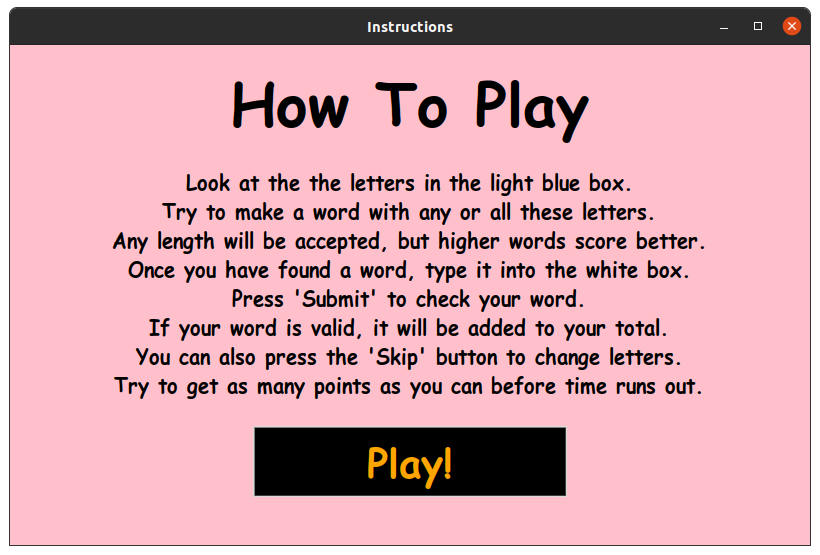 Instructions
How To Play
Look at the the letters in the light blue box.
Try to make a word with any or all these letters.
Any length will be accepted, but higher words score better.
Once you have found a word, type it into the white box.
Press 'Submit' to check your word.
If your word is valid, it will be added to your total.
You can also press the 'Skip' button to change letters.
Try to get as many points as you can before time runs out.
Play!